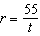 r = 55/t